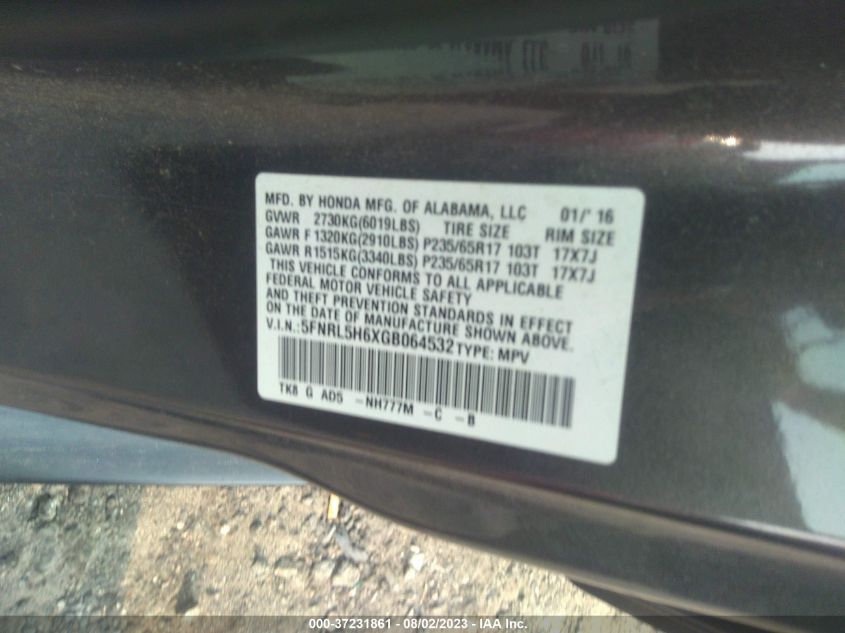 MFD. BY HONDA MFG. OF ALABAMA, LLC 01/' 16
GVWR 2730KG(6019LBS) TIRE SIZE RIM SIZE
GAWR F 1320KG(2910LBS) P235/65R17 103T 17X7J
GAWR R1515KG(3340LBS) P235/65R17 103T 17X7J
THIS VEHICLE CONFORMS TO ALL APPLICABLE
FEDERAL MOTOR VEHICLE SAFETY
AND THEFT PREVENTION STANDARDS IN EFFECT
ON THE DATE OF MANUFACTURE SHOWN ABOVE.
V.I.N.:5FNRL5H6XGB064532 TYPE: MPV
TK8 G AD5 -NH777M -C -B
000-37231861 - 08/02/2023 - IAA Inc.